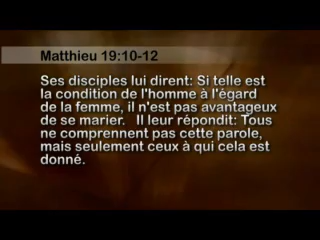 Matthieu 19:10-12
Ses disciples lui dirent: Si telle est
la condition de l'homme à l'égard
de la femme, il n'est pas avantageux
de se marier.   Il leur répondit: Tous
ne comprennent pas cette parole,
mais seulement ceux à qui cela est
donné.